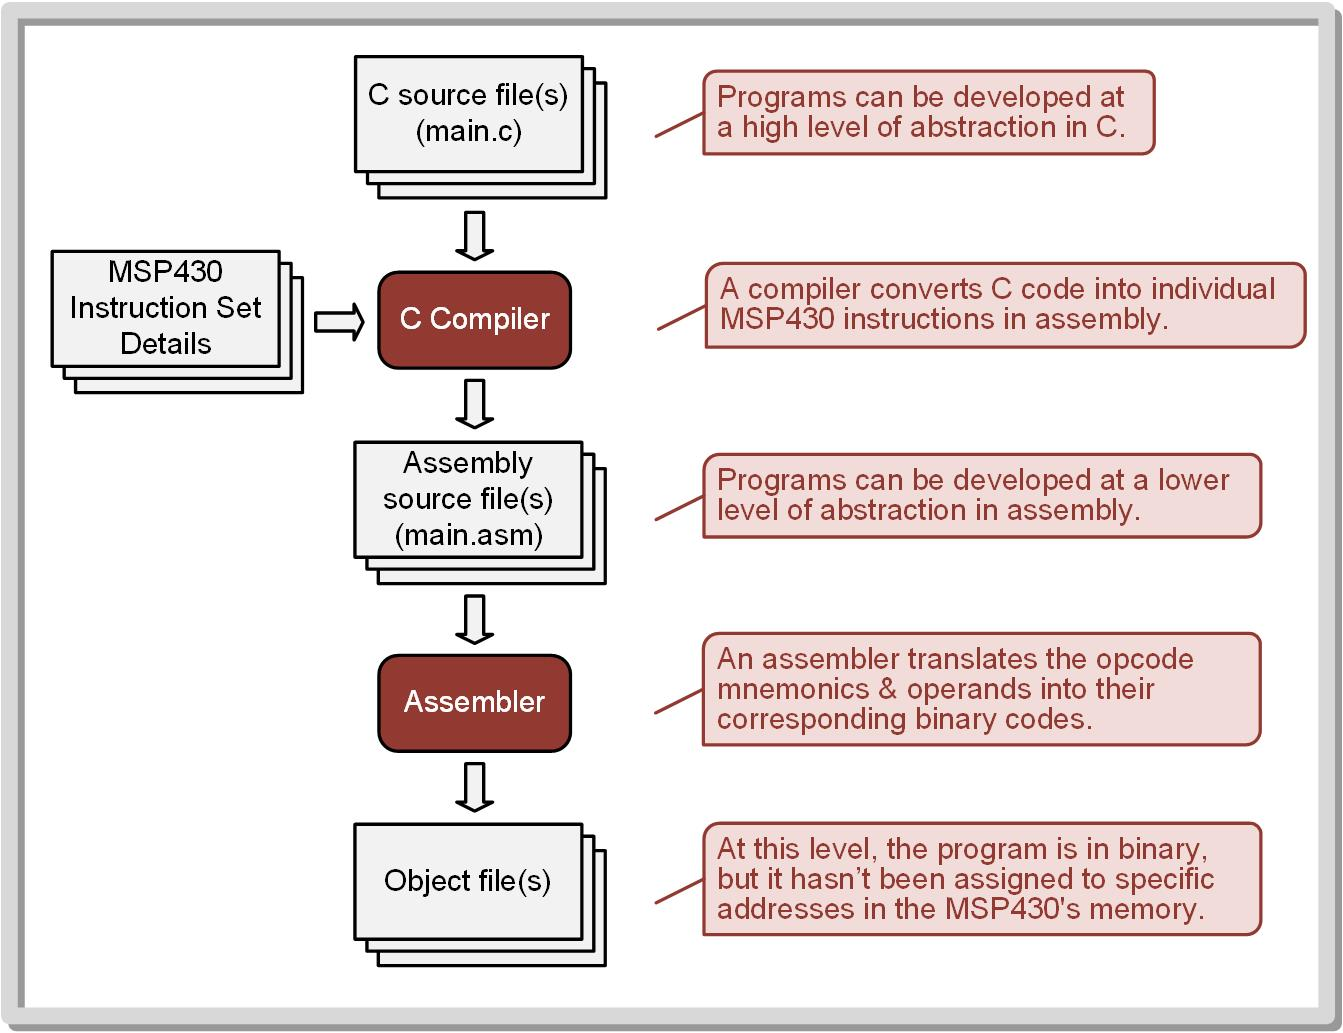 C source file(s)
(main.c)
Programs can be developed at
a high level of abstraction in C.
MSP430
Instruction Set
Details
C Compiler
A compiler converts C code into individual
MSP430 instructions in assembly.
Assembly
source file(s)
(main.asm)
Programs can be developed at a lower
level of abstraction in assembly.
Assembler
An assembler translates the opcode
mnemonics & operands into their
corresponding binary codes.
Object file(s)
At this level, the program is in binary,
but it hasn’t been assigned to specific
addresses in the MSP430's memory.